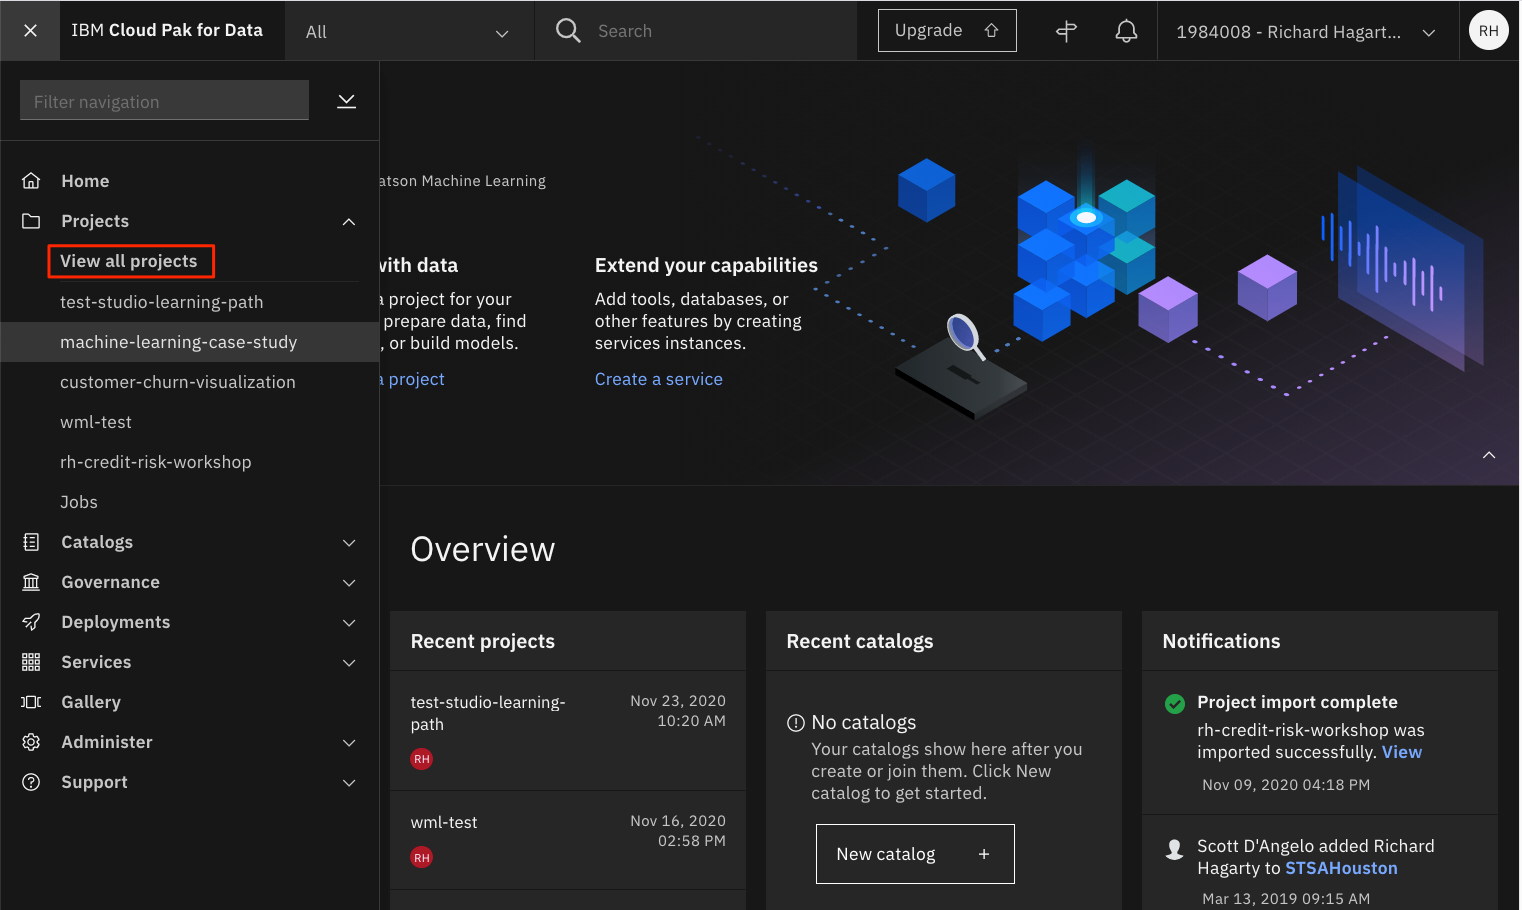 IBM Cloud Pak for Data
All
Search
Upgrade
1984008 - Richard Hagart...
RH
Filter navigation
Home
Projects
View all projects
test-studio-learning-path
machine-learning-case-study
customer-churn-visualization
wml-test
rh-credit-risk-workshop
Jobs
Catalogs
Governance
Deployments
Services
Gallery
Administer
Support
atson Machine Learning
with data
a project for your
prepare data, find
, or build models.
a project
Extend your capabilities
Add tools, databases, or
other features by creating
services instances.
Create a service
Overview
Recent projects
test-studio-learning-
path
Nov 23, 2020
10:20 AM
RH
wml-test
Nov 16, 2020
02:58 PM
RH
Recent catalogs
No catalogs
Your catalogs show here after you
create or join them. Click New
catalog to get started.
New catalog +
Notifications
Project import complete
rh-credit-risk-workshop was
imported successfully. View
Nov 09, 2020 04:18 PM
Scott D'Angelo added Richard
Hagarty to STSAHouston
Mar 13, 2019 09:15 AM